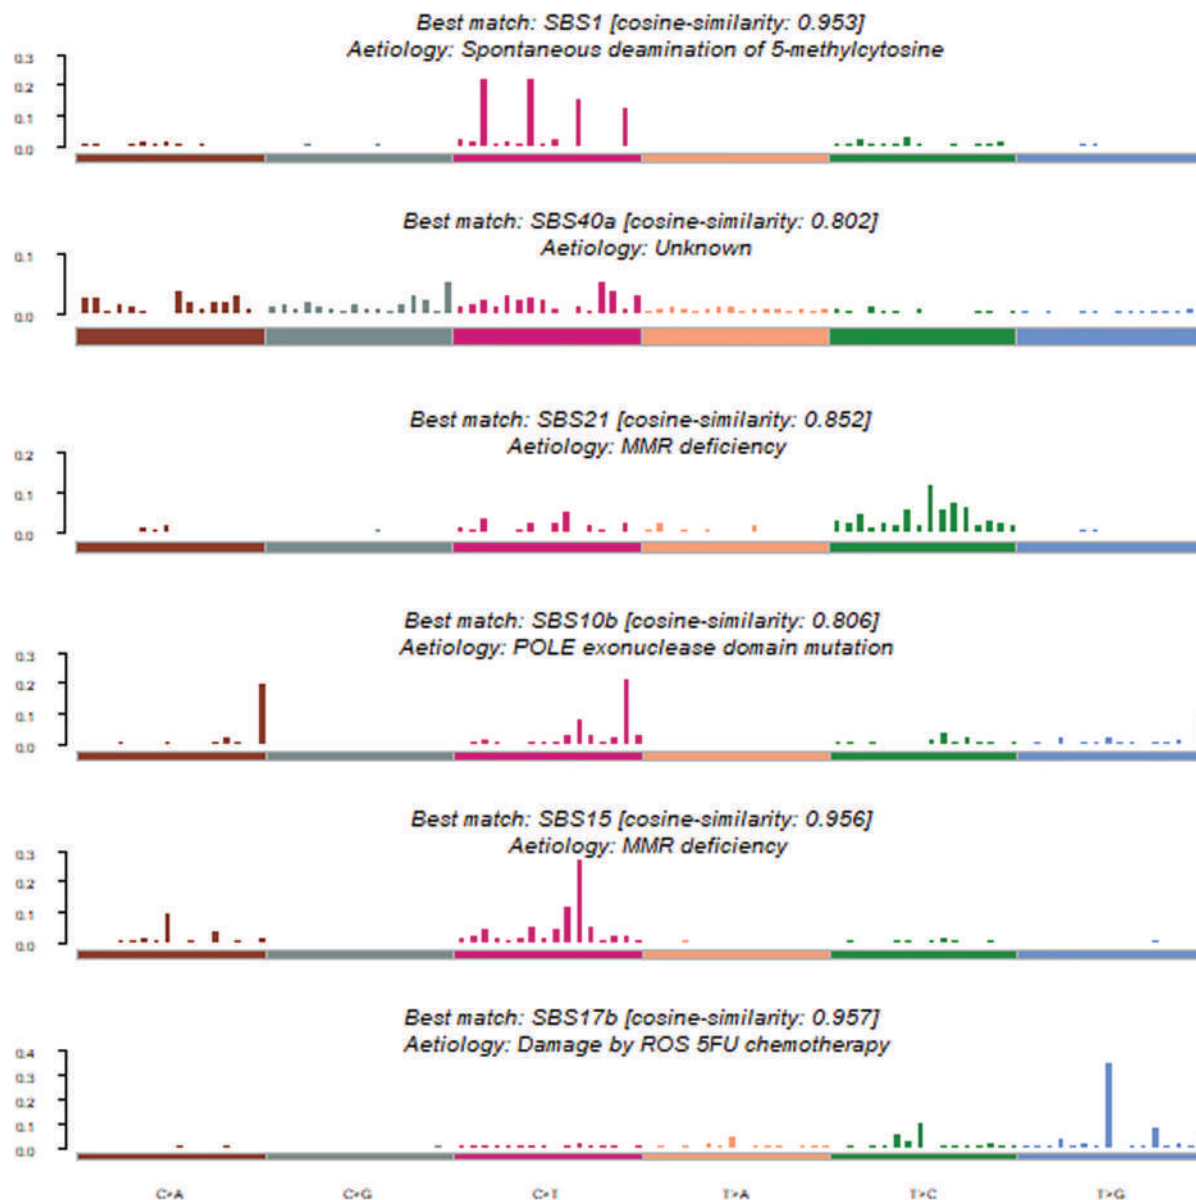 Best match: SBS1 [cosine-similarity: 0.953]
Aetiology: Spontaneous deamination of 5-methylcytosine
0.3
0.2
0.1
0.0
Best match: SBS40a [cosine-similarity: 0.802]
Aetiology: Unknown
0.1
0.0
Best match: SBS21 [cosine-similarity: 0.852]
Aetiology: MMR deficiency
0.2
0.1
0.0
Best match: SBS10b [cosine-similarity: 0.806]
Aetiology: POLE exonuclease domain mutation
0.3
0.2
0.1
0.0
Best match: SBS15 [cosine-similarity: 0.956]
Aetiology: MMR deficiency
0.3
0.2
0.1
0.0
Best match: SBS17b [cosine-similarity: 0.957]
Aetiology: Damage by ROS 5FU chemotherapy
0.4
0.3
0.2
0.1
0.0
C>A C>G C>T T>A T>C T>G